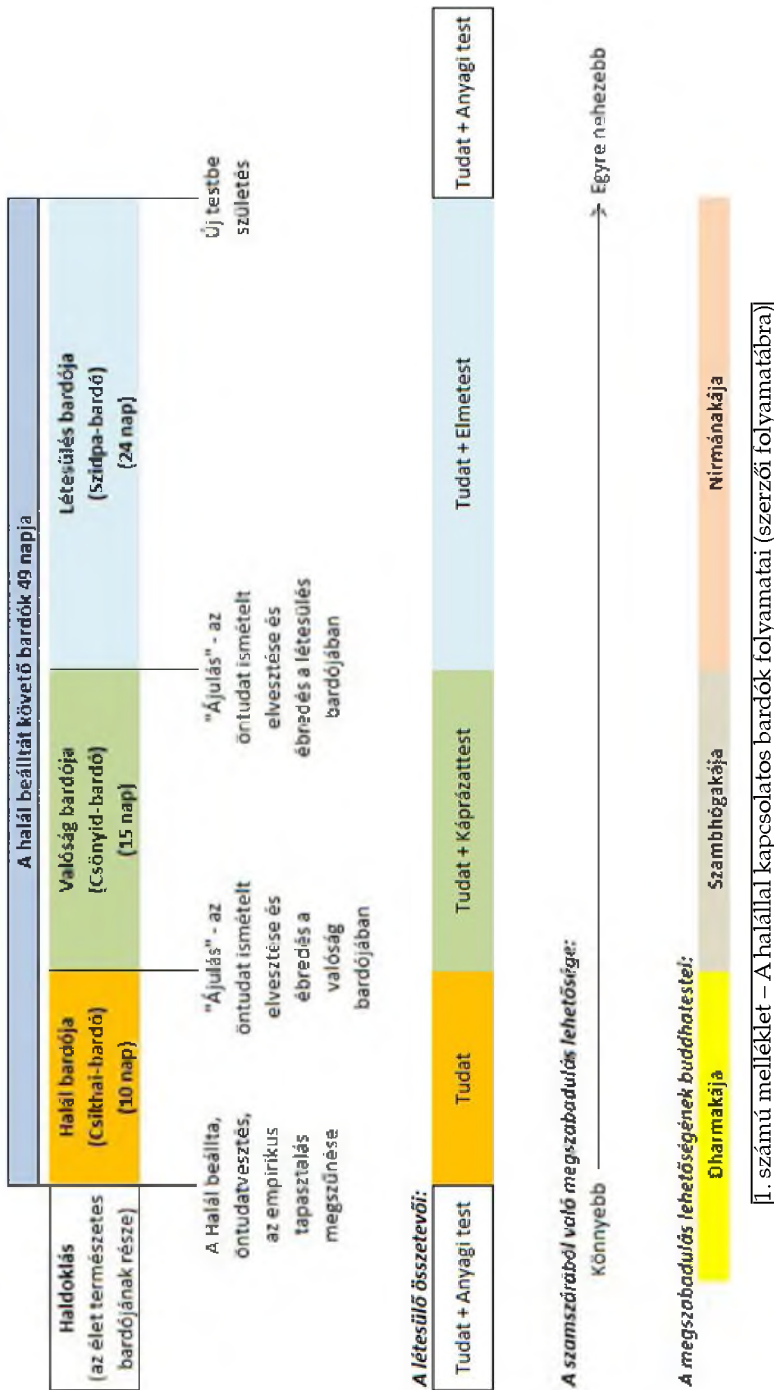 A halál beálltát követő bardók 49 napja
Haldoklás
(az élet természetes
bardójának része)
Halál bardója
(Csikhai-bardó)
(10 nap)
Valóság bardója
(Csönyid-bardó)
(15 nap)
Létesülés bardója
(Szidpa-bardó)
(24 nap)
A Halál beállta,
öntudatvesztés,
az empirikus
tapasztalás
megszűnése
"Ájulás" - az
öntudat ismételt
elvesztése és
ébredés a
valóság
bardójában
"Ájulás" - az
öntudat ismételt
elvesztése és
ébredés a létesülés
bardójában
Új testbe
születés
A létesülő összetevői:
Tudat + Anyagi test
Tudat
Tudat + Káprázattest
Tudat + Elmetest
Tudat + Anyagi test
A szamszárából való megszabadulás lehetősége:
Könnyebb
Egyre nehezebb
A megszabadulás lehetőségének buddhatestei:
Dharmakája
Szambhógakája
Nirmánakája
1. számú melléklet – A halállal kapcsolatos bardók folyamatai (szerzői folyamatábra)